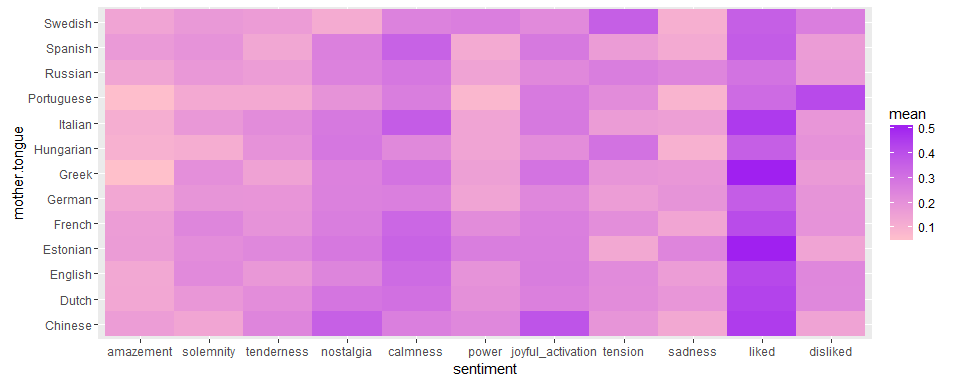 Swedish
Spanish
Russian
Portuguese
Italian
Hungarian
Greek
German
French
Estonian
English
Dutch
Chinese
mother.tongue
amazement solemnity tenderness nostalgia calmness power joyful_activation tension sadness liked disliked
sentiment
mean
0.5
0.4
0.3
0.2
0.1